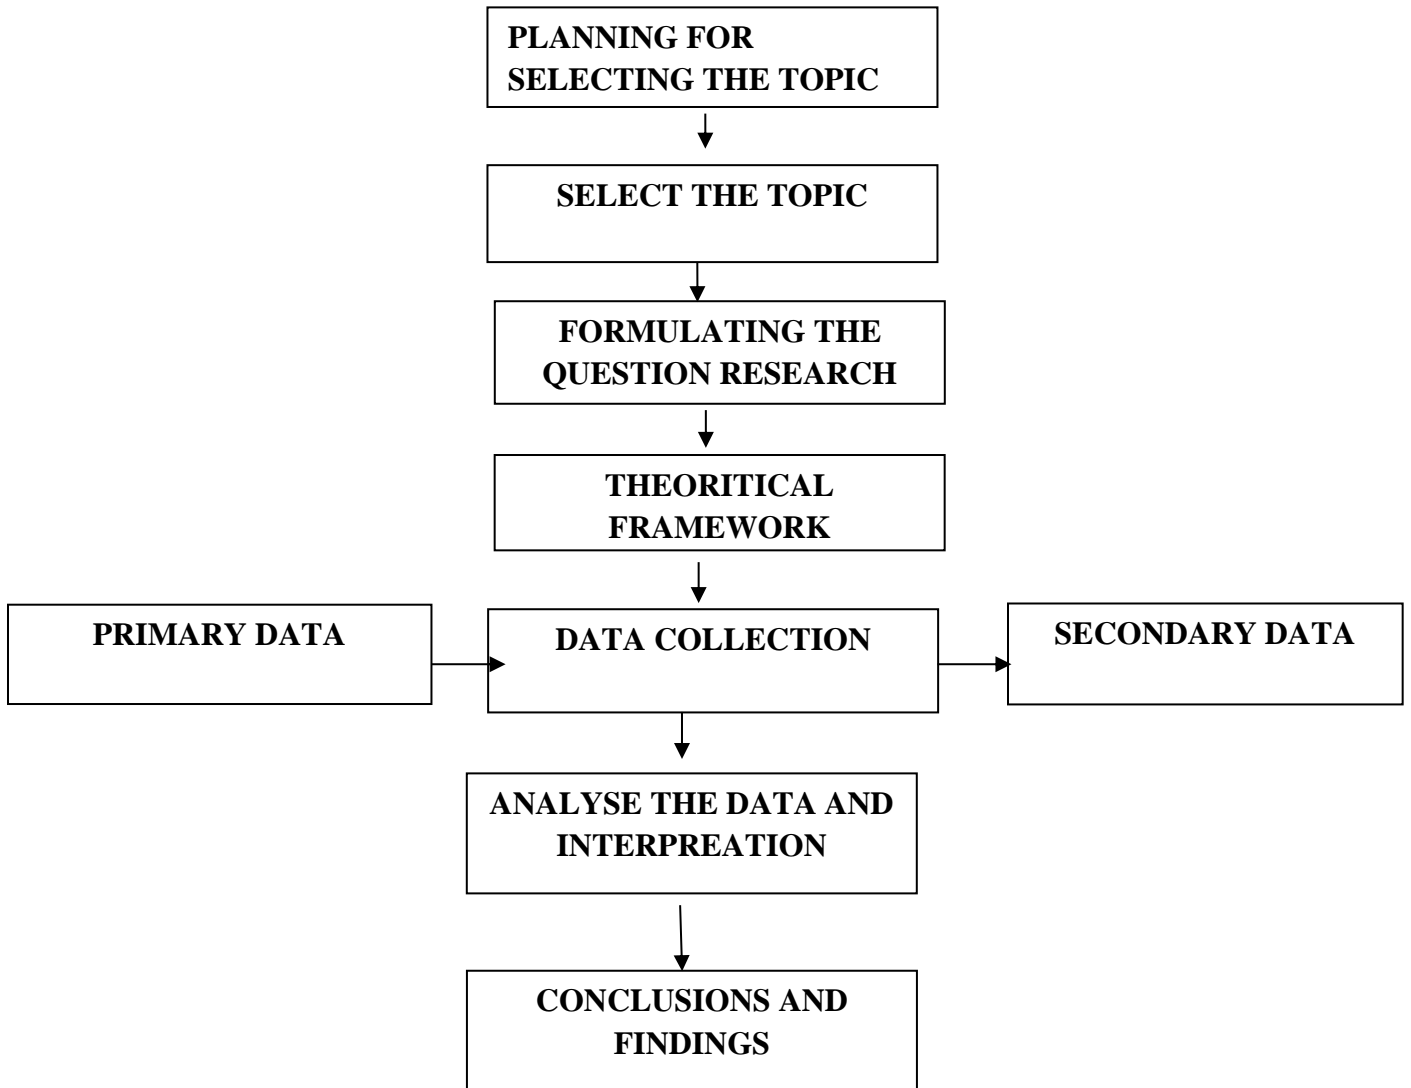 PLANNING FOR
SELECTING THE TOPIC
SELECT THE TOPIC
FORMULATING THE
QUESTION RESEARCH
THEORITICAL
FRAMEWORK
PRIMARY DATA
DATA COLLECTION
SECONDARY DATA
ANALYSE THE DATA AND
INTERPREATION
CONCLUSIONS AND
FINDINGS